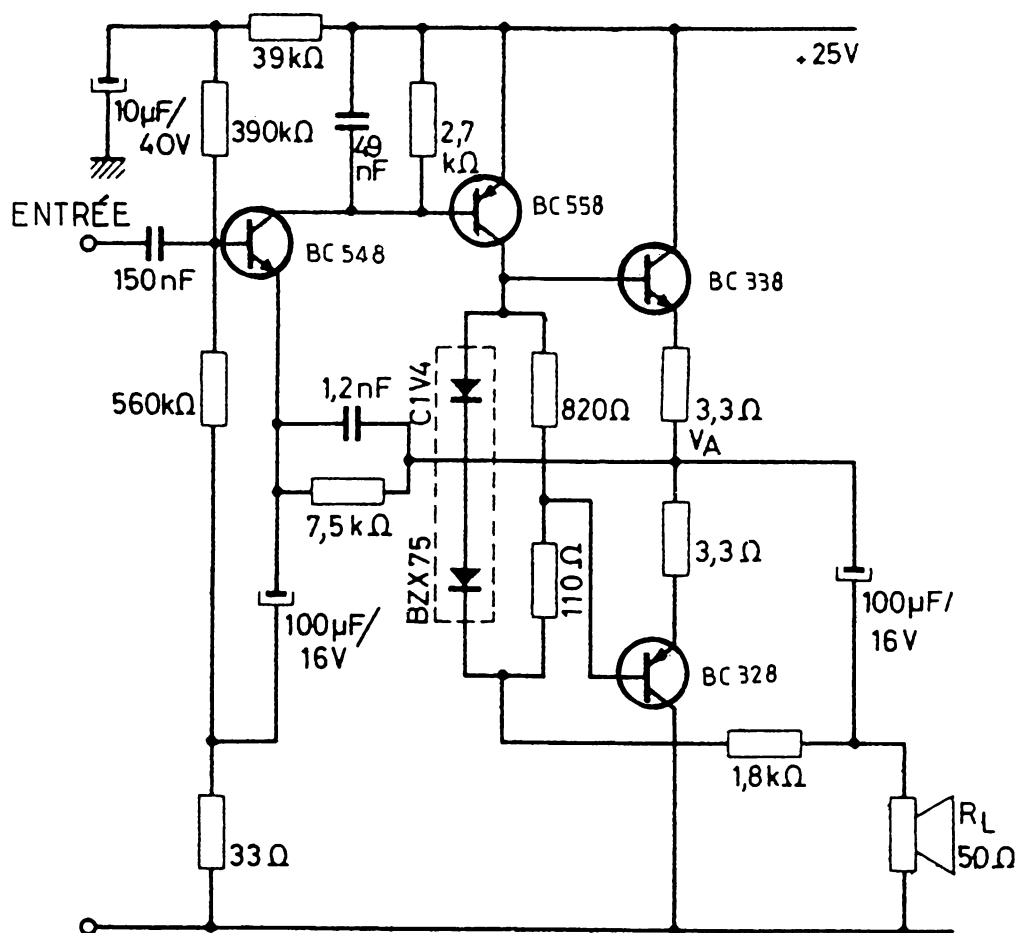 39kΩ
+25V
10µF/
40V
390kΩ
49
nF
2,7
kΩ
BC 558
ENTRÉE
BC 548
150nF
BC 338
560kΩ
1,2nF
C1V4
820Ω
3,3Ω
VA
7,5kΩ
3,3Ω
BZX75
110Ω
100µF/
16V
100µF/
16V
BC 328
1,8kΩ
RL
50Ω
33Ω